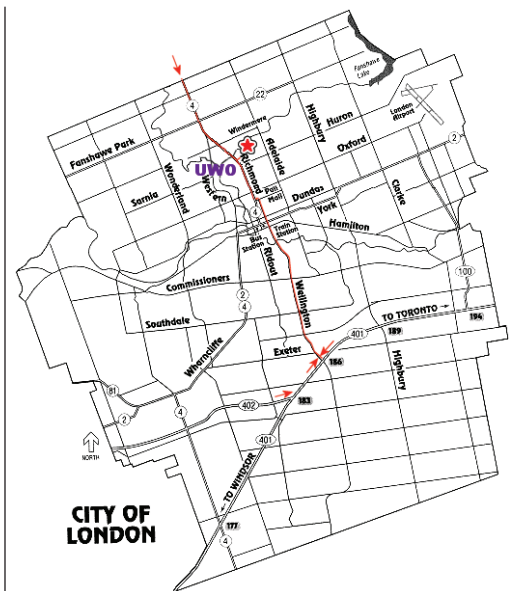 Fanshawe Lake
4
22
Windermere
Highbury
Huron
London Airport
Fanshawe Park
Oxford
2
Adelaide
UWO
Richmond
Sarnia
Wonderland
Western
Pall Mall
Dundas
Clarke
York
4
Hamilton
Bus Station
Train Station
Ridout
Commissioners
100
2
4
Wellington
Southdale
TO TORONTO
194
401
189
Exeter
Wharncliffe
186
Highbury
81
402
183
4
2
NORTH
401
TO WINDSOR
CITY OF
LONDON
177
4